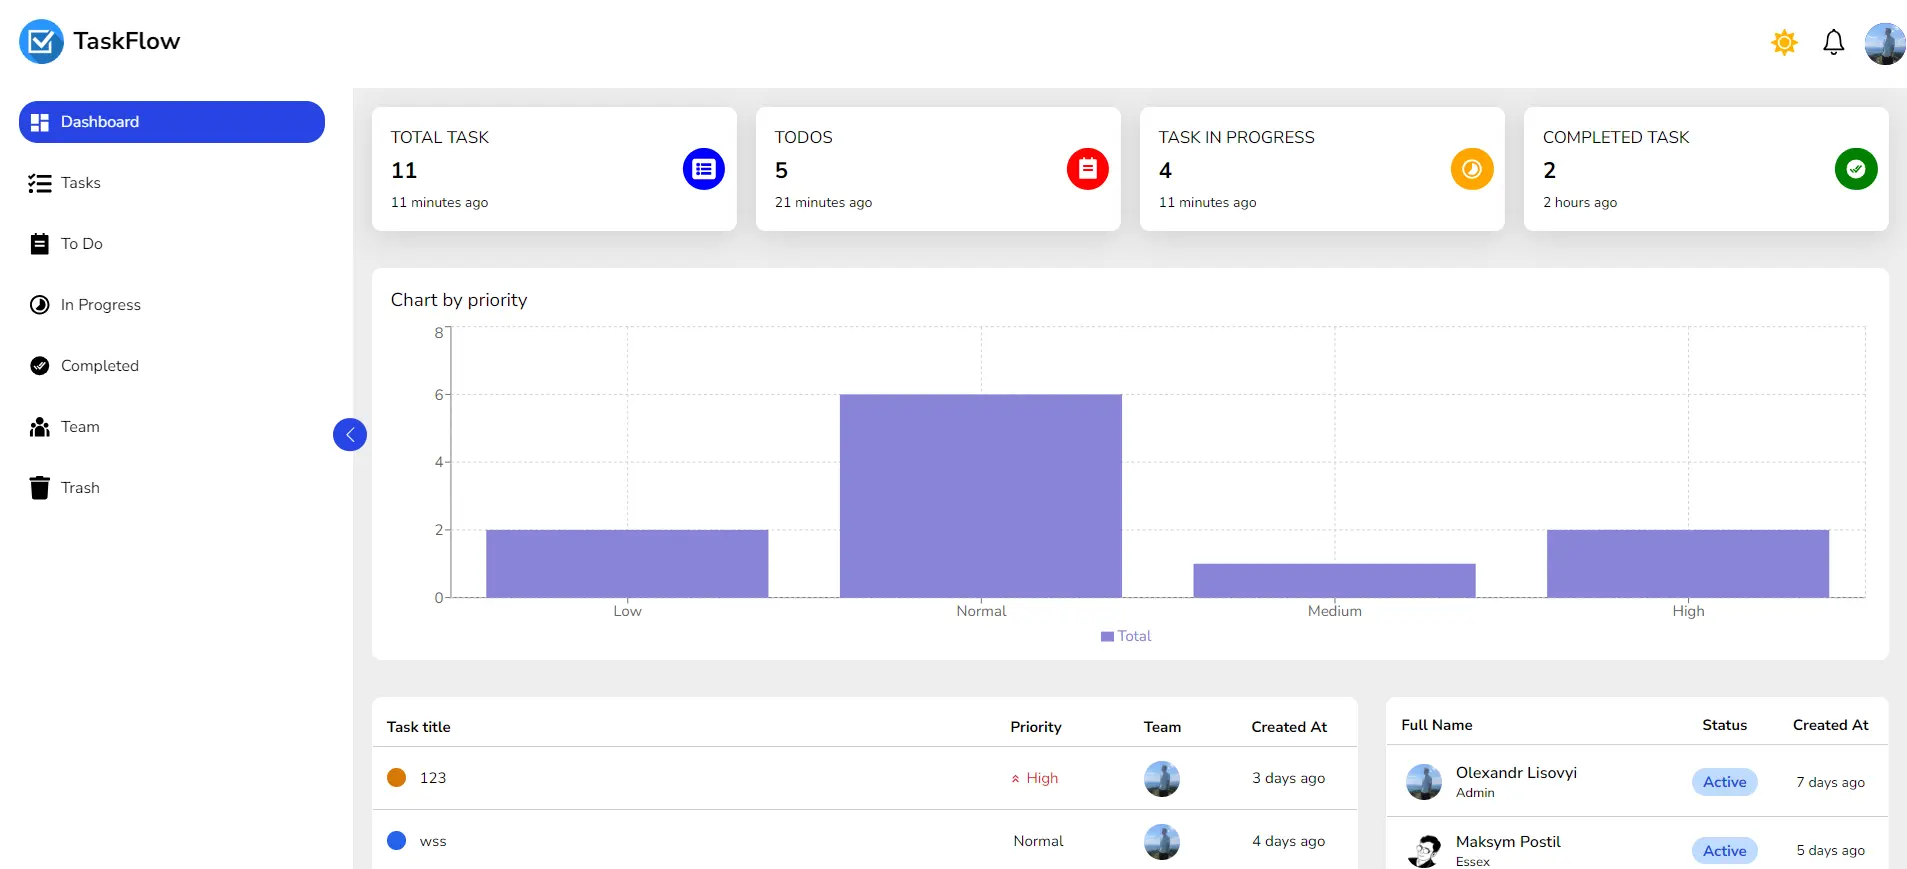 TaskFlow
Dashboard
Tasks
To Do
In Progress
Completed
Team
Trash
TOTAL TASK
11
11 minutes ago
TODOS
5
21 minutes ago
TASK IN PROGRESS
4
11 minutes ago
COMPLETED TASK
2
2 hours ago
Chart by priority
8
6
4
2
0
Low Normal Medium High
Total
Task title Priority Team Created At
123 High 3 days ago
wss Normal 4 days ago
Full Name Status Created At
Olexandr Lisovyi
Admin
Active 7 days ago
Maksym Postil
Essex
Active 5 days ago